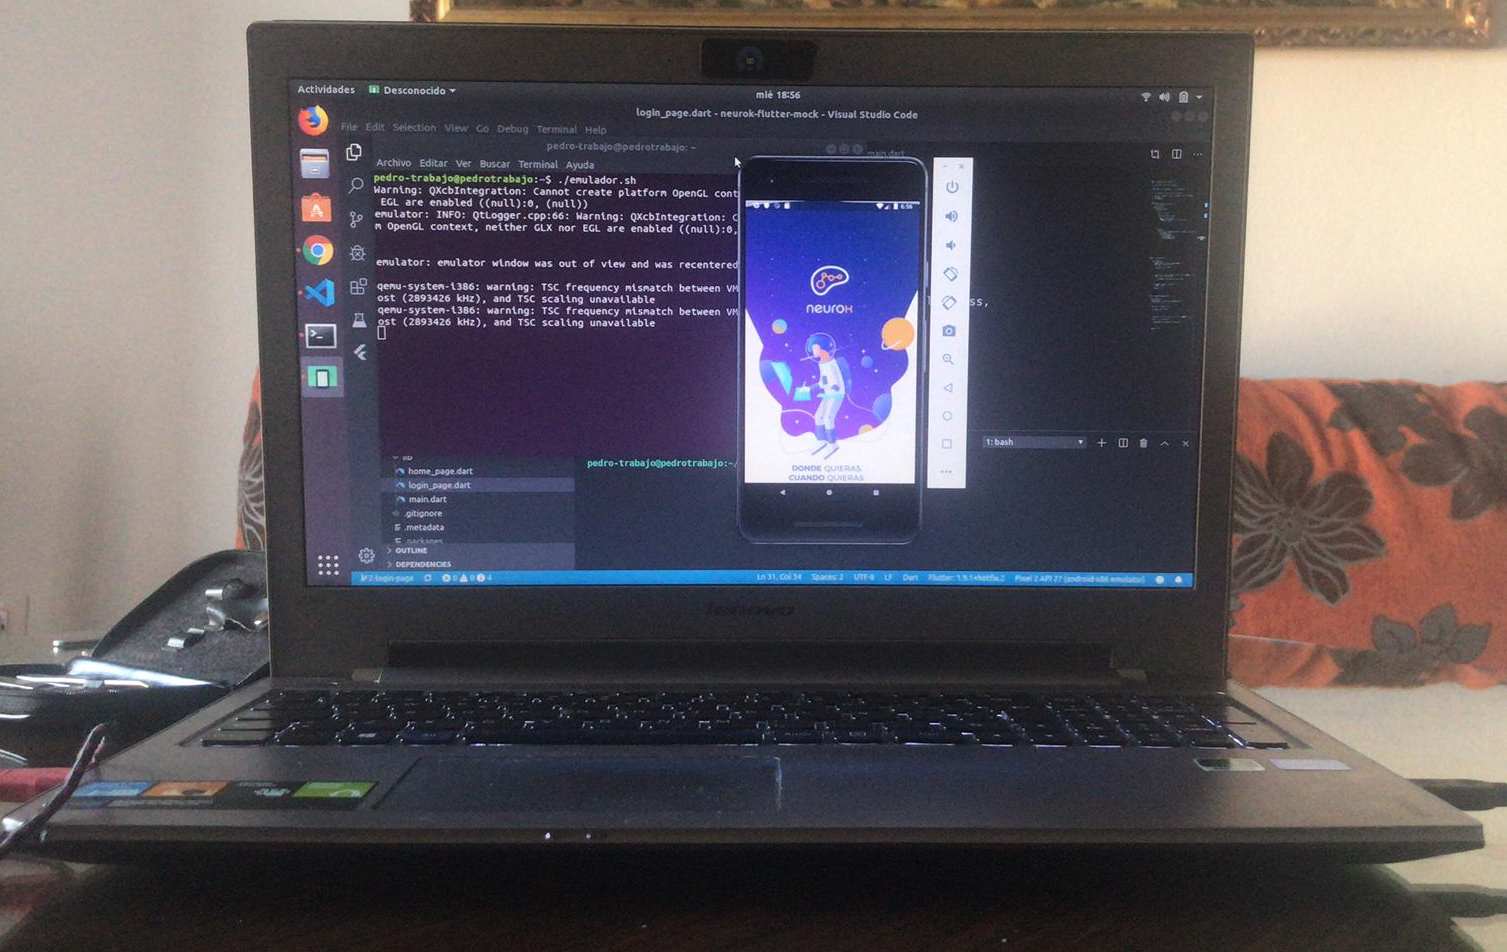 Actividades
Desconocido
mié 18:56
login_page.dart - neurok-flutter-mock - Visual Studio Code
File Edit Selection View Go Debug Terminal Help
pedro-trabajo@pedrotrabajo: ~
main.dart
Archivo Editar Ver Buscar Terminal Ayuda
pedro-trabajo@pedrotrabajo:~$ ./emulador.sh
Warning: QXcbIntegration: Cannot create platform OpenGL cont
EGL are enabled ((null):0, (null))
emulator: INFO: QtLogger.cpp:66: Warning: QXcbIntegration: C
m OpenGL context, neither GLX nor EGL are enabled ((null):0,
emulator: emulator window was out of view and was recentered
qemu-system-i386: warning: TSC frequency mismatch between VM
ost (2893426 kHz), and TSC scaling unavailable
qemu-system-i386: warning: TSC frequency mismatch between VM
ost (2893426 kHz), and TSC scaling unavailable
6:56
neurok
DONDE QUIERAS,
CUANDO QUIERAS
ss,
1: bash
pedro-trabajo@pedrotrabajo:~/
lib
home_page.dart
login_page.dart
main.dart
.gitignore
.metadata
.packages
OUTLINE
DEPENDENCIES
2-login-page 0 0 4
Ln 31, Col 34 Spaces: 2 UTF-8 LF Dart Flutter: 1.9.1+hotfix.2 Pixel 2 API 27 (android-x86 emulator)
lenovo